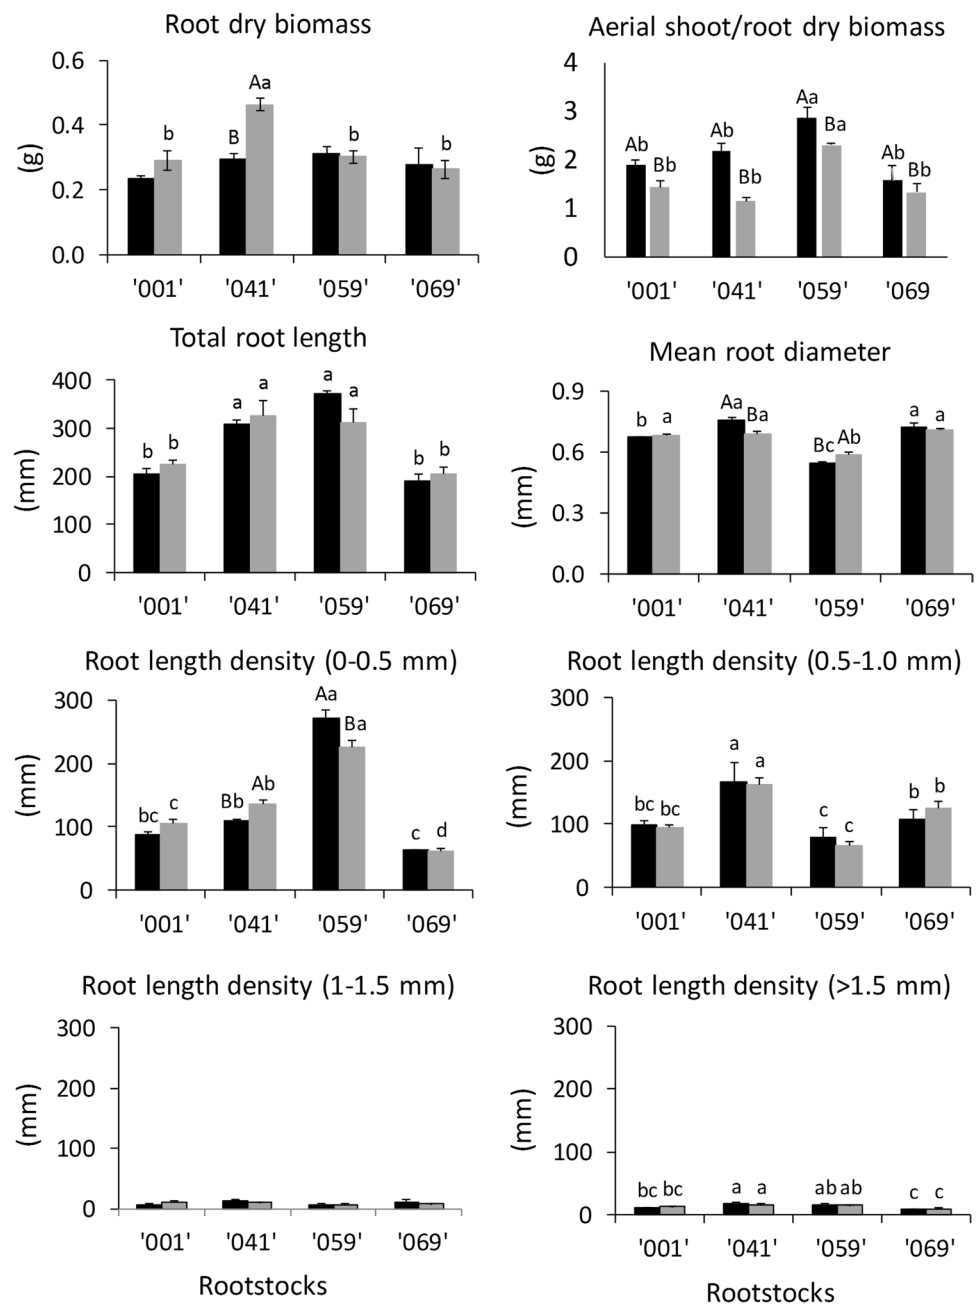 Root dry biomass
0.6
0.4
0.2
0.0
(g)
b
B
Aa
b
b
'001' '041' '059' '069'
Aerial shoot/root dry biomass
4
3
2
1
0
(g)
Ab Bb Ab Bb Aa Ba Ab Bb
'001' '041' '059' '069
Total root length
400
300
200
100
0
(mm)
b b a a a a b b
'001' '041' '059' '069'
Mean root diameter
0.9
0.6
0.3
0.0
(mm)
b a Aa Ba Bc Ab a a
'001' '041' '059' '069'
Root length density (0-0.5 mm)
300
200
100
0
(mm)
bc c Bb Ab Aa Ba c d
'001' '041' '059' '069'
Root length density (0.5-1.0 mm)
300
200
100
0
(mm)
bc bc a a c c b b
'001' '041' '059' '069'
Root length density (1-1.5 mm)
300
200
100
0
(mm)
'001' '041' '059' '069'
Rootstocks
Root length density (>1.5 mm)
300
200
100
0
(mm)
bc bc a a ab ab c c
'001' '041' '059' '069'
Rootstocks